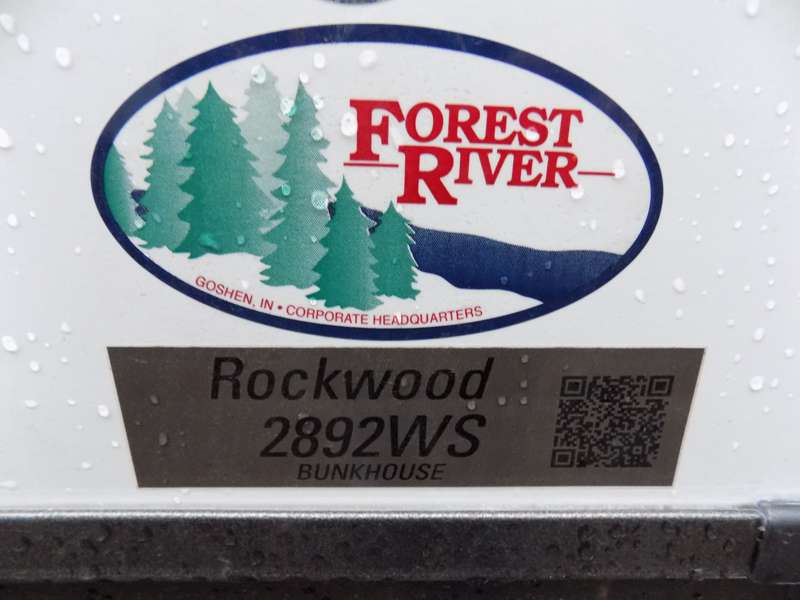 FOREST
RIVER
GOSHEN, IN • CORPORATE HEADQUARTERS
Rockwood
2892WS
BUNKHOUSE